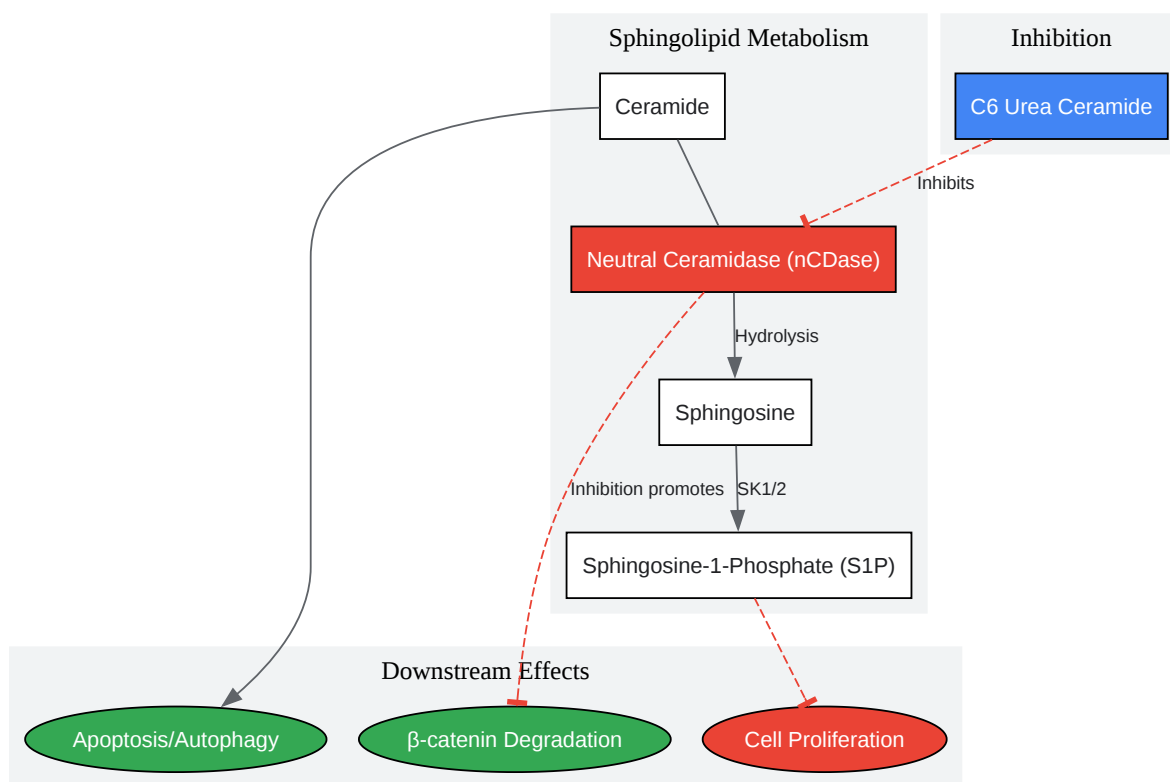 Sphingolipid Metabolism
Inhibition
Ceramide
C6 Urea Ceramide
Inhibits
Neutral Ceramidase (nCDase)
Hydrolysis
Sphingosine
Inhibition promotes
SK1/2
Sphingosine-1-Phosphate (S1P)
Downstream Effects
Apoptosis/Autophagy
β-catenin Degradation
Cell Proliferation